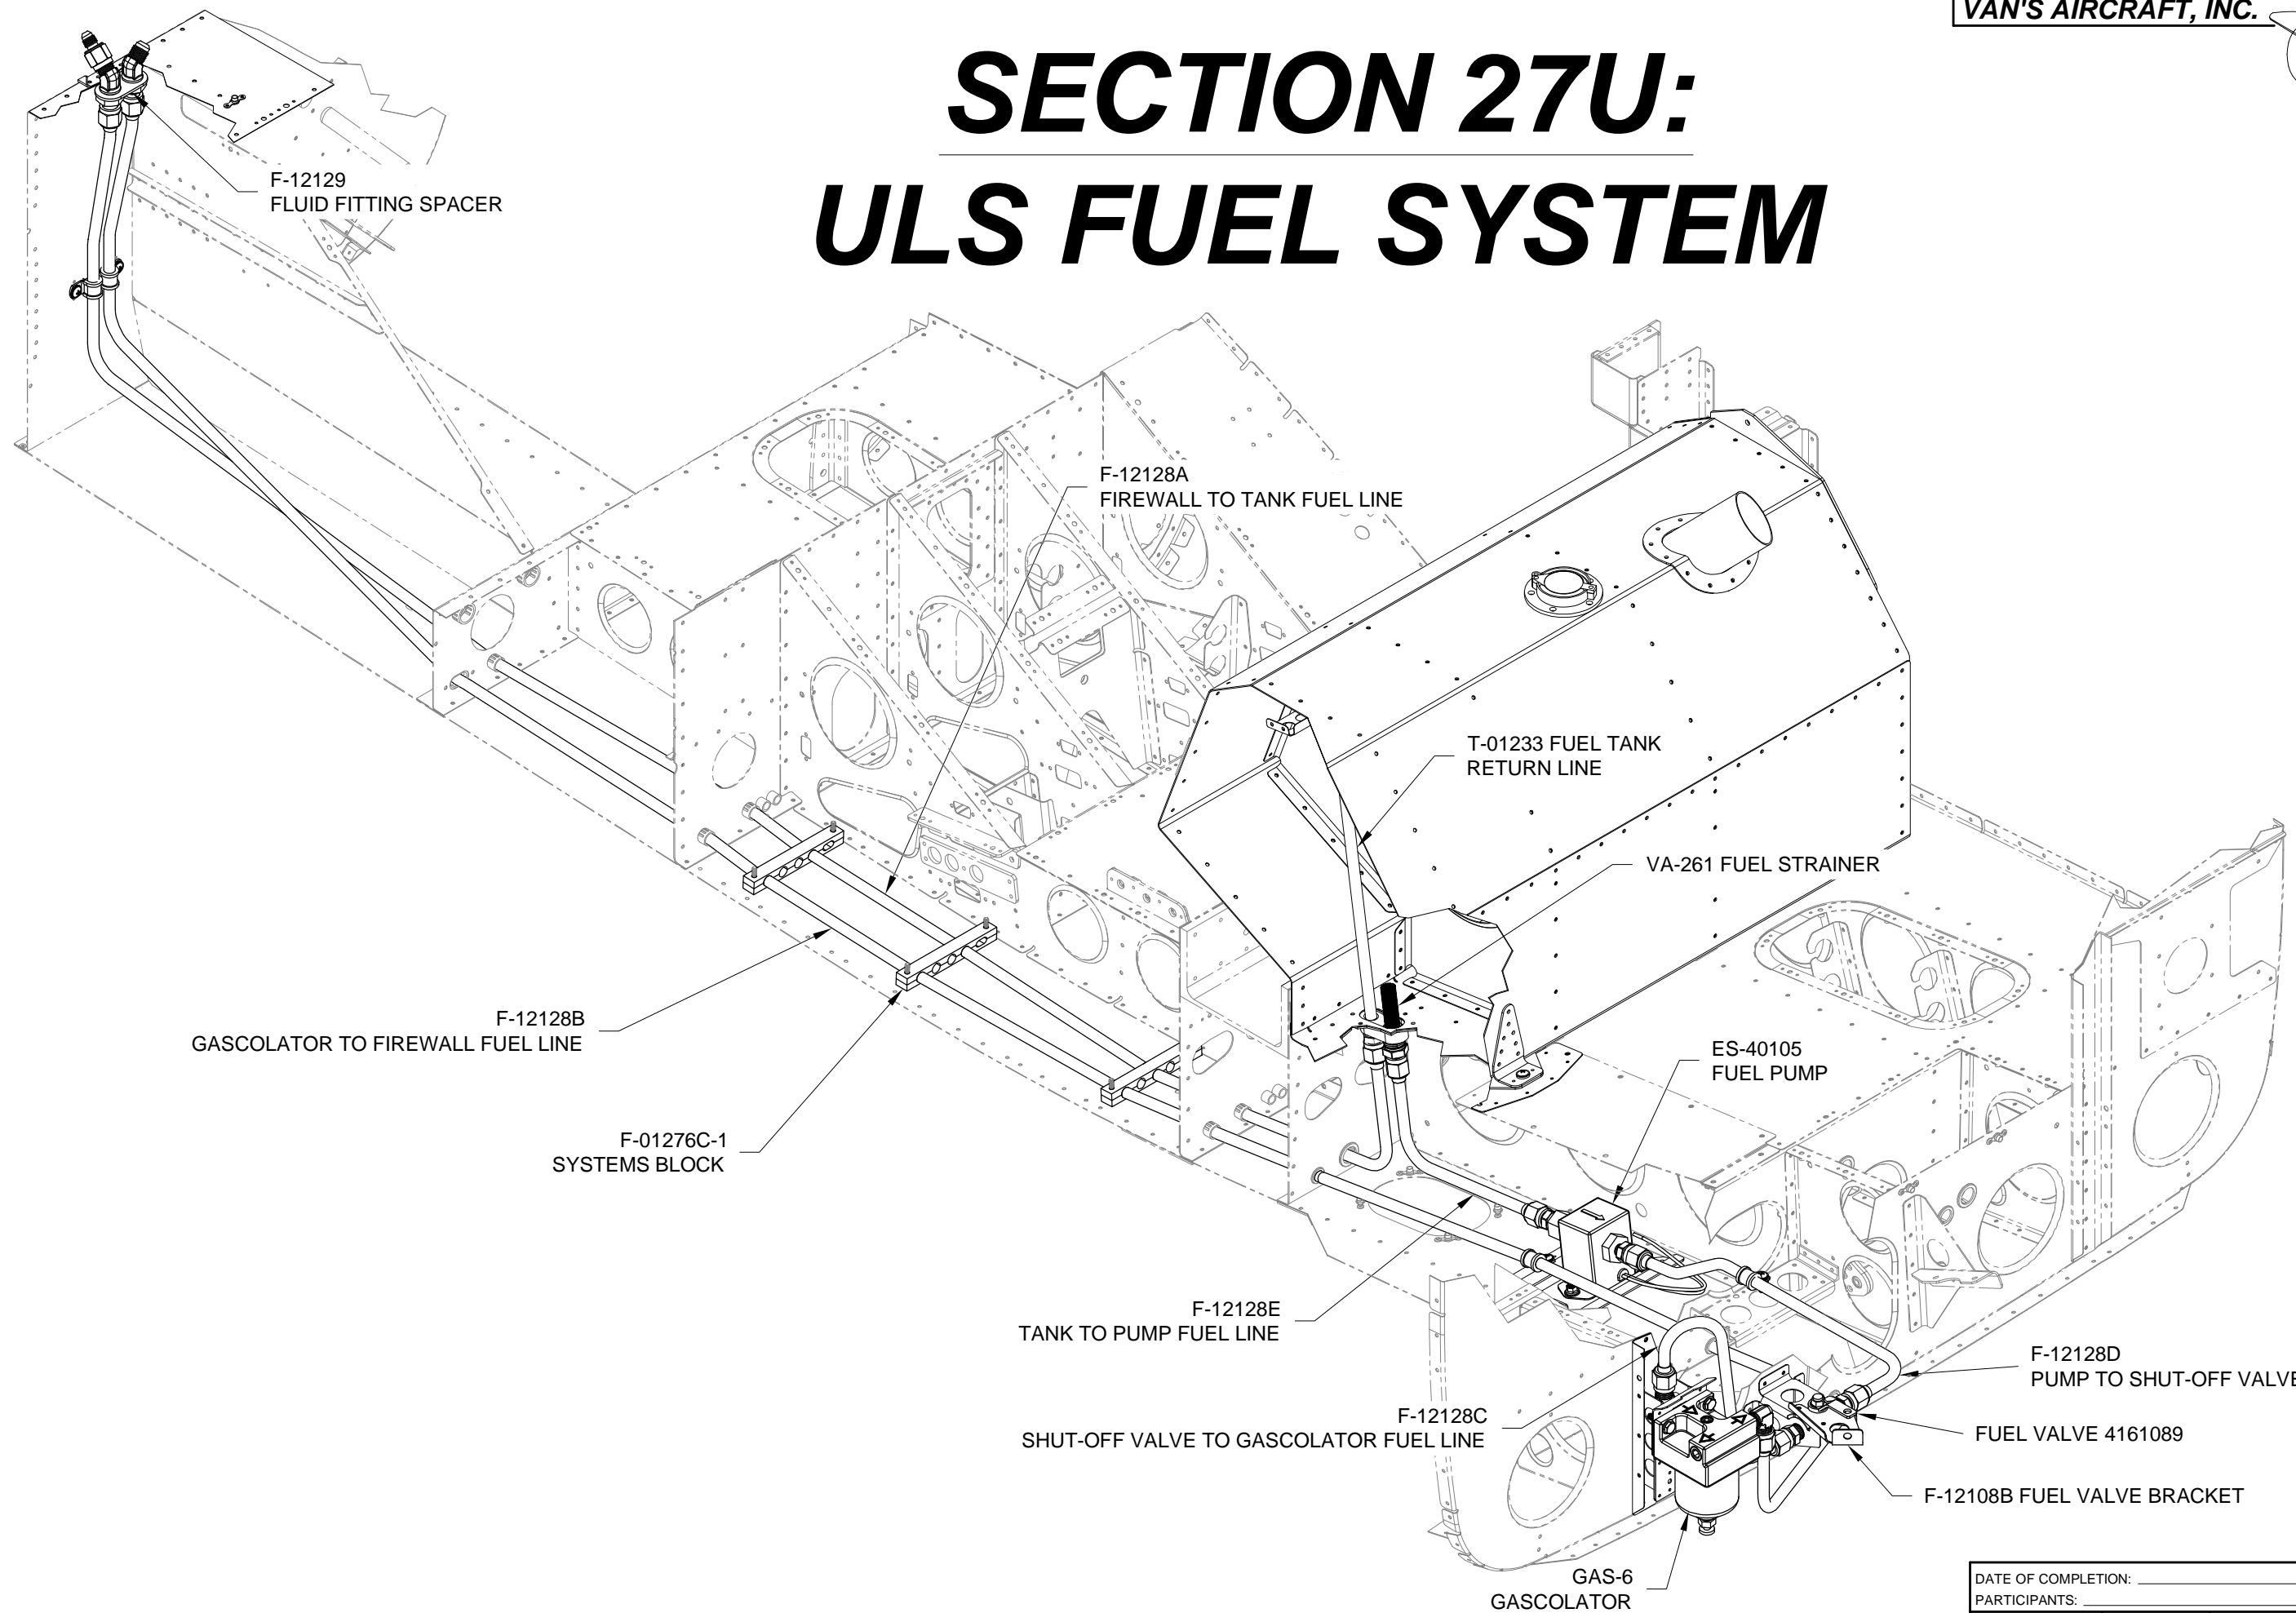 VAN'S AIRCRAFT, INC.
SECTION 27U:
ULS FUEL SYSTEM
F-12129
FLUID FITTING SPACER
F-12128A
FIREWALL TO TANK FUEL LINE
T-01233 FUEL TANK
RETURN LINE
VA-261 FUEL STRAINER
F-12128B
GASCOLATOR TO FIREWALL FUEL LINE
ES-40105
FUEL PUMP
F-01276C-1
SYSTEMS BLOCK
F-12128E
TANK TO PUMP FUEL LINE
F-12128D
PUMP TO SHUT-OFF VALVE
F-12128C
SHUT-OFF VALVE TO GASCOLATOR FUEL LINE
FUEL VALVE 4161089
F-12108B FUEL VALVE BRACKET
GAS-6
GASCOLATOR
DATE OF COMPLETION:
PARTICIPANTS: